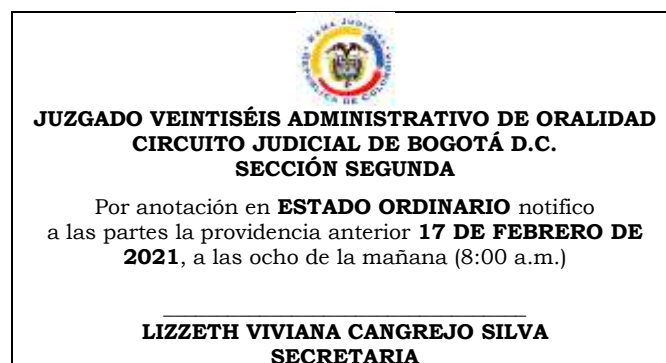 JUZGADO VEINTISÉIS ADMINISTRATIVO DE ORALIDAD
CIRCUITO JUDICIAL DE BOGOTÁ D.C.
SECCIÓN SEGUNDA
Por anotación en ESTADO ORDINARIO notifico
a las partes la providencia anterior 17 DE FEBRERO DE
2021, a las ocho de la mañana (8:00 a.m.)
LIZZETH VIVIANA CANGREJO SILVA
SECRETARIA